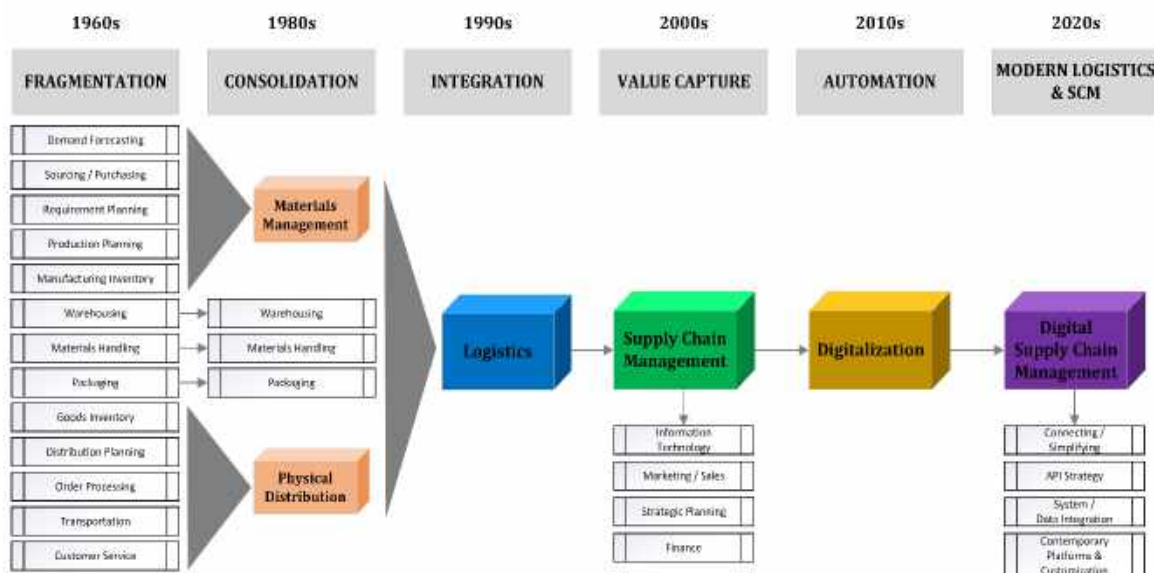 1960s
1980s
1990s
2000s
2010s
2020s
FRAGMENTATION
CONSOLIDATION
INTEGRATION
VALUE CAPTURE
AUTOMATION
MODERN LOGISTICS
& SCM
Demand Forecasting
Sourcing / Purchasing
Requirement Planning
Production Planning
Manufacturing Inventory
Warehousing
Materials Handling
Packaging
Goods Inventory
Distribution Planning
Order Processing
Transportation
Customer Service
Materials
Management
Warehousing
Materials Handling
Packaging
Physical
Distribution
Logistics
Supply Chain
Management
Information
Technology
Marketing / Sales
Strategic Planning
Finance
Digitalization
Digital
Supply Chain
Management
Connecting /
Simplifying
API Strategy
System /
Data Integration
Contemporary
Platforms &
Customization